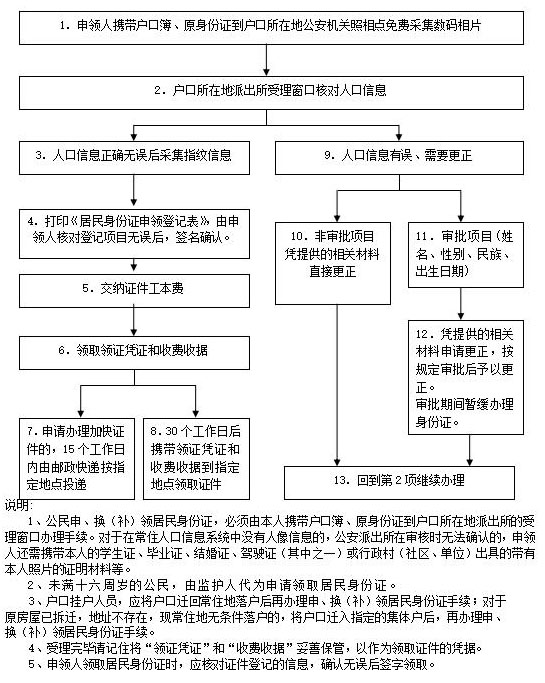 1. 申领人携带户口簿、原身份证到户口所在地公安机关照相点免费采集数码相片
2. 户口所在地派出所受理窗口核对人口信息
3. 人口信息正确无误后采集指纹信息
9. 人口信息有误、需要更正
4. 打印《居民身份证申领登记表》，由申
领人核对登记项目无误后，签名确认。
10. 非审批项目
凭提供的相关材料
直接更正
11. 审批项目(姓
名、性别、民族、
出生日期)
5. 交纳证件工本费
12. 凭提供的相关
材料申请更正，按
规定审批后予以更
正。
审批期间暂缓办理
身份证。
6. 领取领证凭证和收费收据
7. 申请办理加快证
件的，15个工作日
内由邮政快递按指
定地点投递
8.30个工作日后
携带领证凭证和
收费收据到指定
地点领取证件
13. 回到第2项继续办理
说明:
1、公民申、换（补）领居民身份证，必须由本人携带户口簿、原身份证到户口所在地派出所的受
理窗口办理手续。对于在常住人口信息系统中没有人像信息的，公安派出所在审核时无法确认的，申领
人还需携带本人的学生证、毕业证、结婚证、驾驶证（其中之一）或行政村（社区、单位）出具的带有
本人照片的证明材料等。
2、未满十六周岁的公民，由监护人代为申请领取居民身份证。
3、户口挂户人员，应将户口迁回常住地落户后再办理申、换（补）领居民身份证手续；对于
原房屋已拆迁，地址不存在，现常住地无条件落户的，将户口迁入指定的集体户后，再办理申、
换（补）领居民身份证手续。
4、受理完毕请记住将“领证凭证”和“收费收据”妥善保管，以作为领取证件的凭据。
5、申领人领取居民身份证时，应核对证件登记的信息，确认无误后签字领取。